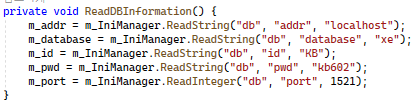 private void ReadDBInformation() {
m_addr = m_IniManager.ReadString("db", "addr", "localhost");
m_database = m_IniManager.ReadString("db", "database", "xe");
m_id = m_IniManager.ReadString("db", "id", "KB");
m_pwd = m_IniManager.ReadString("db", "pwd", "kb602");
m_port = m_IniManager.ReadInteger("db", "port", 1521);
}